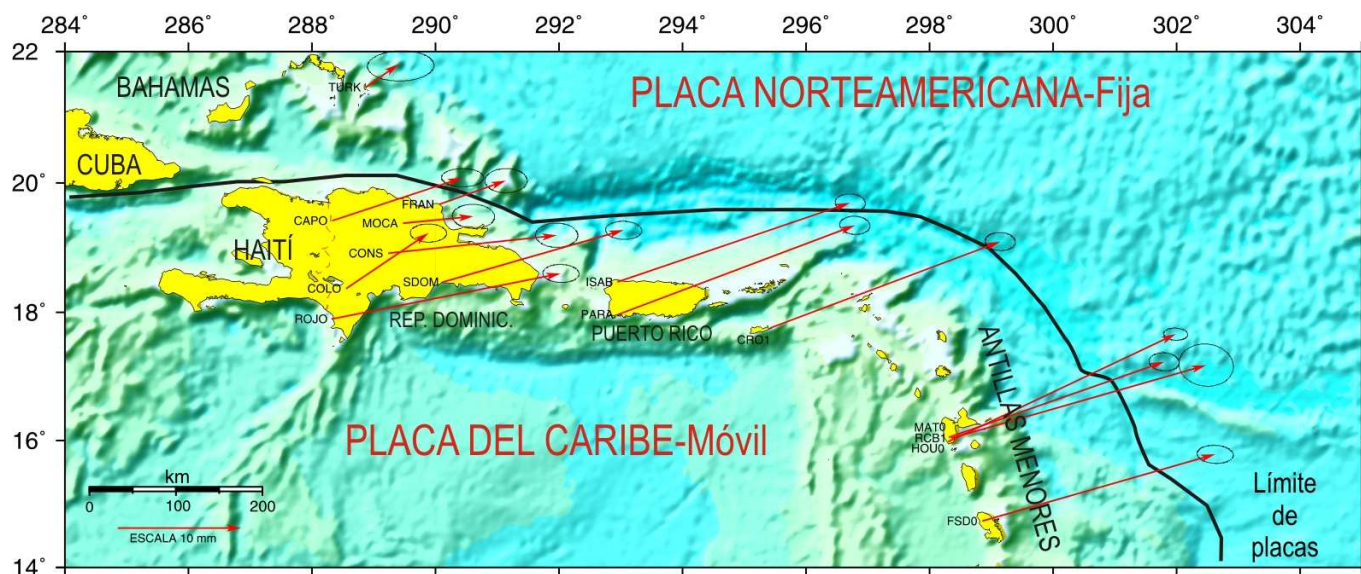 284° 286° 288° 290° 292° 294° 296° 298° 300° 302° 304°
22°
BAHAMAS
TURK
PLACA NORTEAMERICANA-Fija
CUBA
20°
CAPO
FRAN
MOCA
HAITÍ
CONS
COLO
SDOM
ISAB
18°
ROJO
REP. DOMINIC.
PARA
PUERTO RICO
CRO1
ANTILLAS MENORES
PLACA DEL CARIBE-Móvil
MAT0
RCB1
HOU0
16°
km
0 100 200
ESCALA 10 mm
FSD0
Límite
de
placas
14°